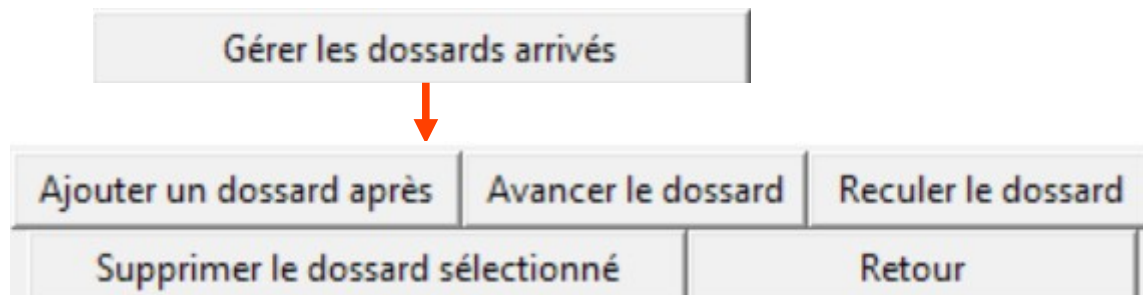 Gérer les dossards arrivés
Ajouter un dossard après Avancer le dossard Reculer le dossard
Supprimer le dossard sélectionné Retour